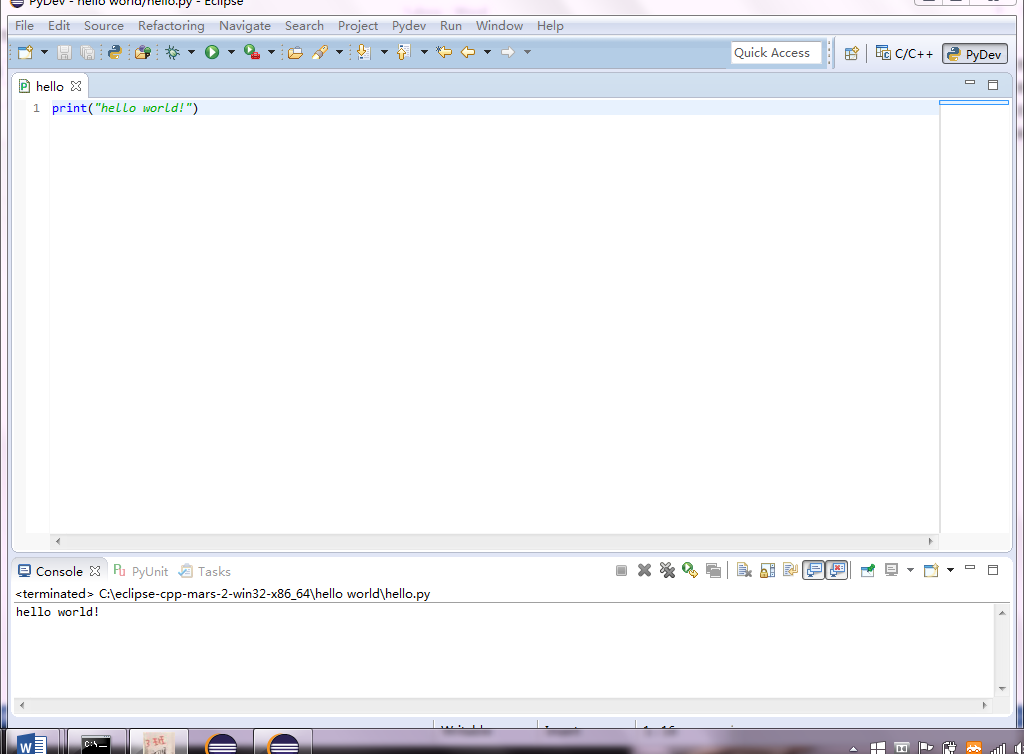 PyDev - hello world/hello.py - Eclipse
File Edit Source Refactoring Navigate Search Project Pydev Run Window Help
Quick Access C/C++ PyDev
hello
1 print("hello world!")
Console PyUnit Tasks
<terminated> C:\eclipse-cpp-mars-2-win32-x86_64\hello world\hello.py
hello world!